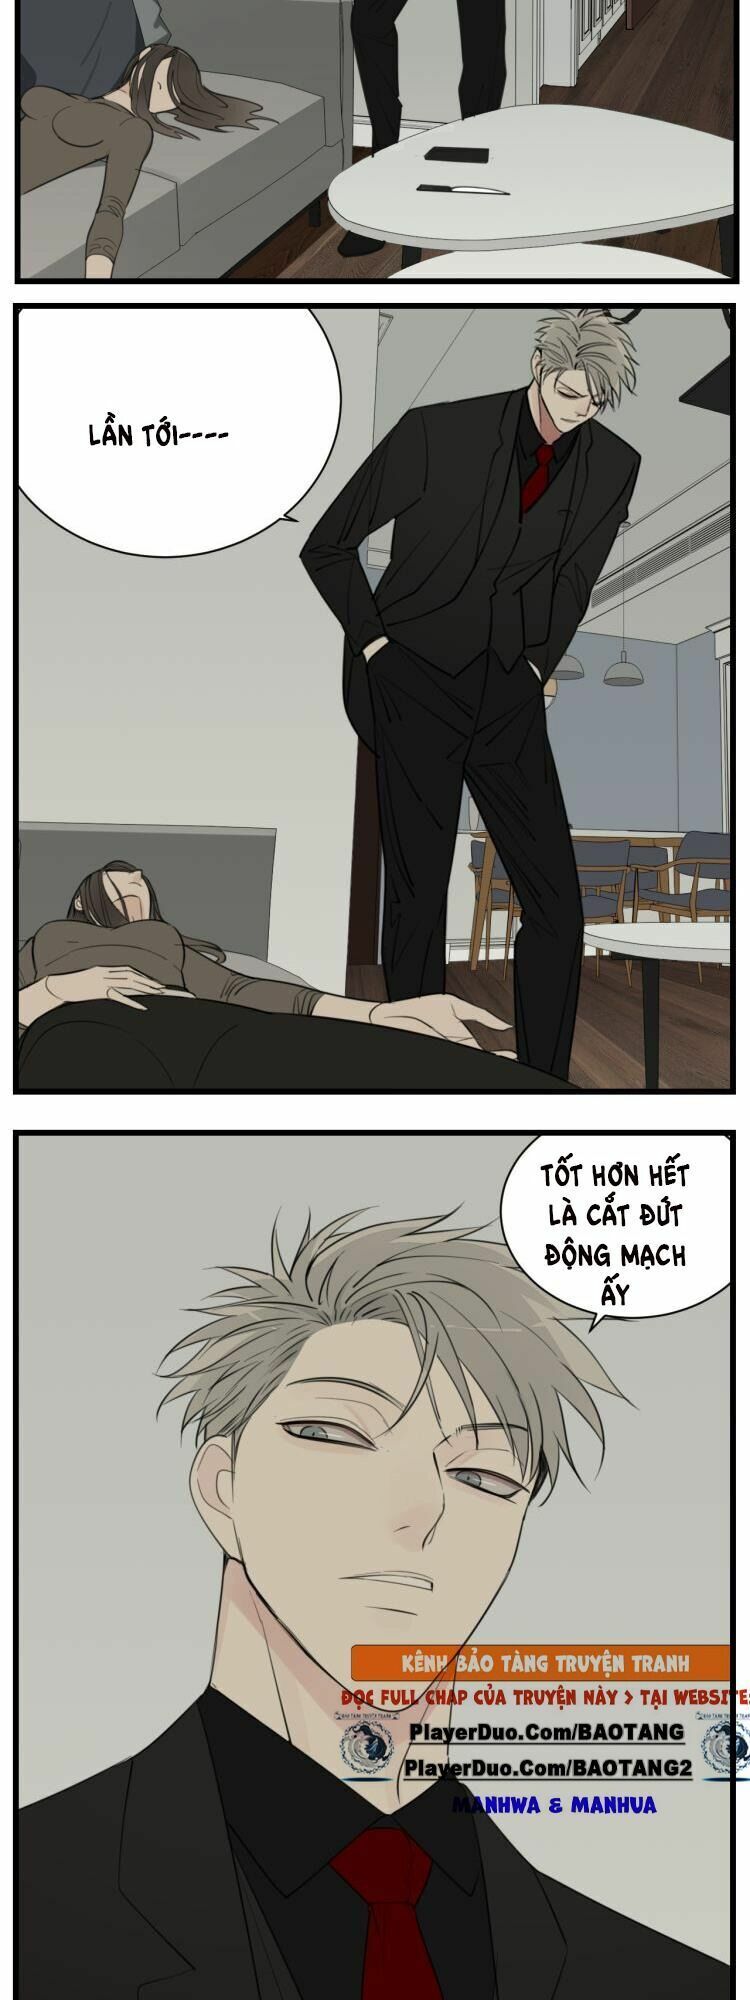 LẦN TỚI----
TỐT HƠN HẾT
LÀ CẮT ĐỨT
ĐỘNG MẠCH
ẤY
KÊNH BẢO TÀNG TRUYỆN TRANH
ĐỌC FULL CHAP CỦA TRUYỆN NÀY > TẠI WEBSITE:
PlayerDuo.Com/BAOTANG
PlayerDuo.Com/BAOTANG2
MANHWA & MANHUA